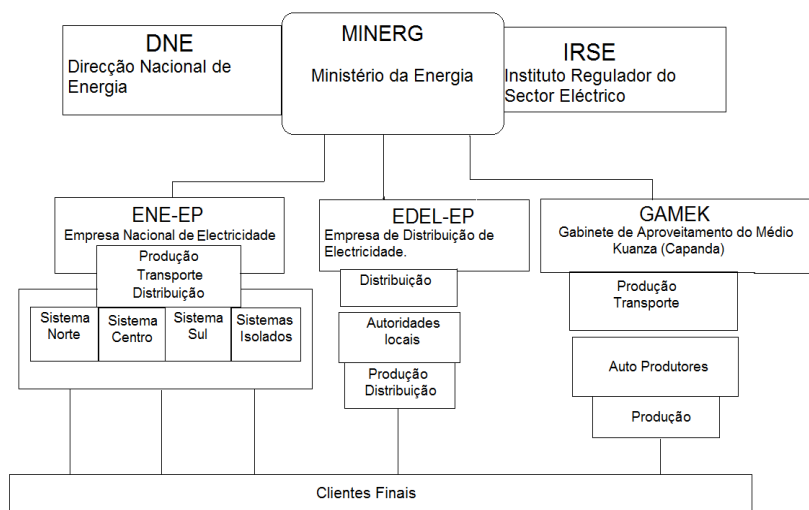 DNE
Direcção Nacional de
Energia
MINERG
Ministério da Energia
IRSE
Instituto Regulador do
Sector Eléctrico
ENE-EP
Empresa Nacional de Electricidade
Produção
Transporte
Distribuição
Sistema
Norte
Sistema
Centro
Sistema
Sul
Sistemas
Isolados
EDEL-EP
Empresa de Distribuição de
Electricidade.
Distribuição
Autoridades
locais
Produção
Distribuição
GAMEK
Gabinete de Aproveitamento do Médio
Kuanza (Capanda)
Produção
Transporte
Auto Produtores
Produção
Clientes Finais